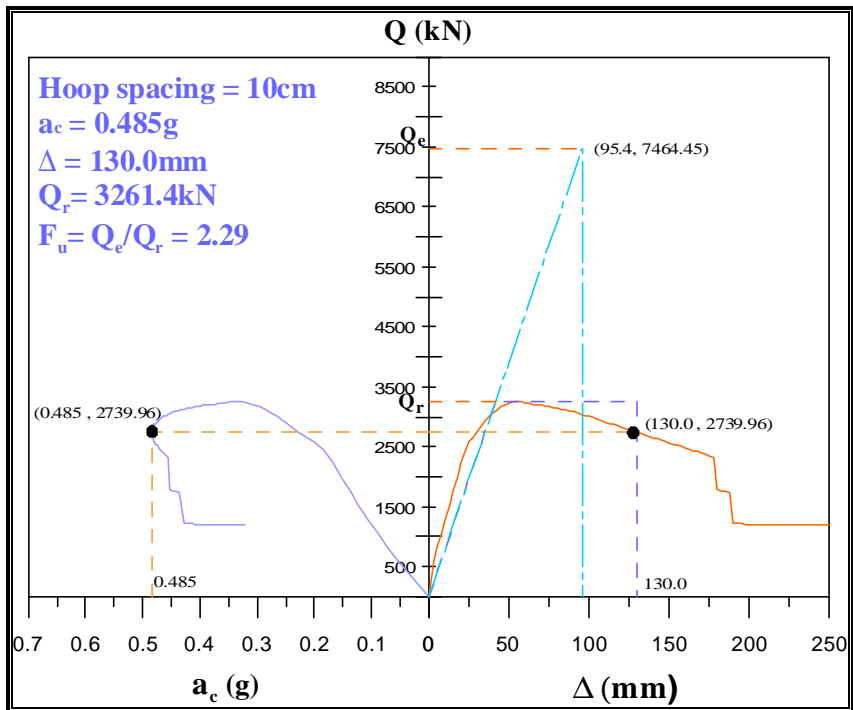 Q (kN)
Hoop spacing = 10cm
ac = 0.485g
Δ = 130.0mm
Qr = 3261.4kN
Fu= Qe/Qr = 2.29
8500
Qe
7500
(95.4, 7464.45)
6500
5500
4500
3500
Qr
(0.485 , 2739.96)
(130.0, 2739.96)
2500
1500
500
0.485
130.0
0.7 0.6 0.5 0.4 0.3 0.2 0.1 0 50 100 150 200 250
ac (g)
Δ (mm)